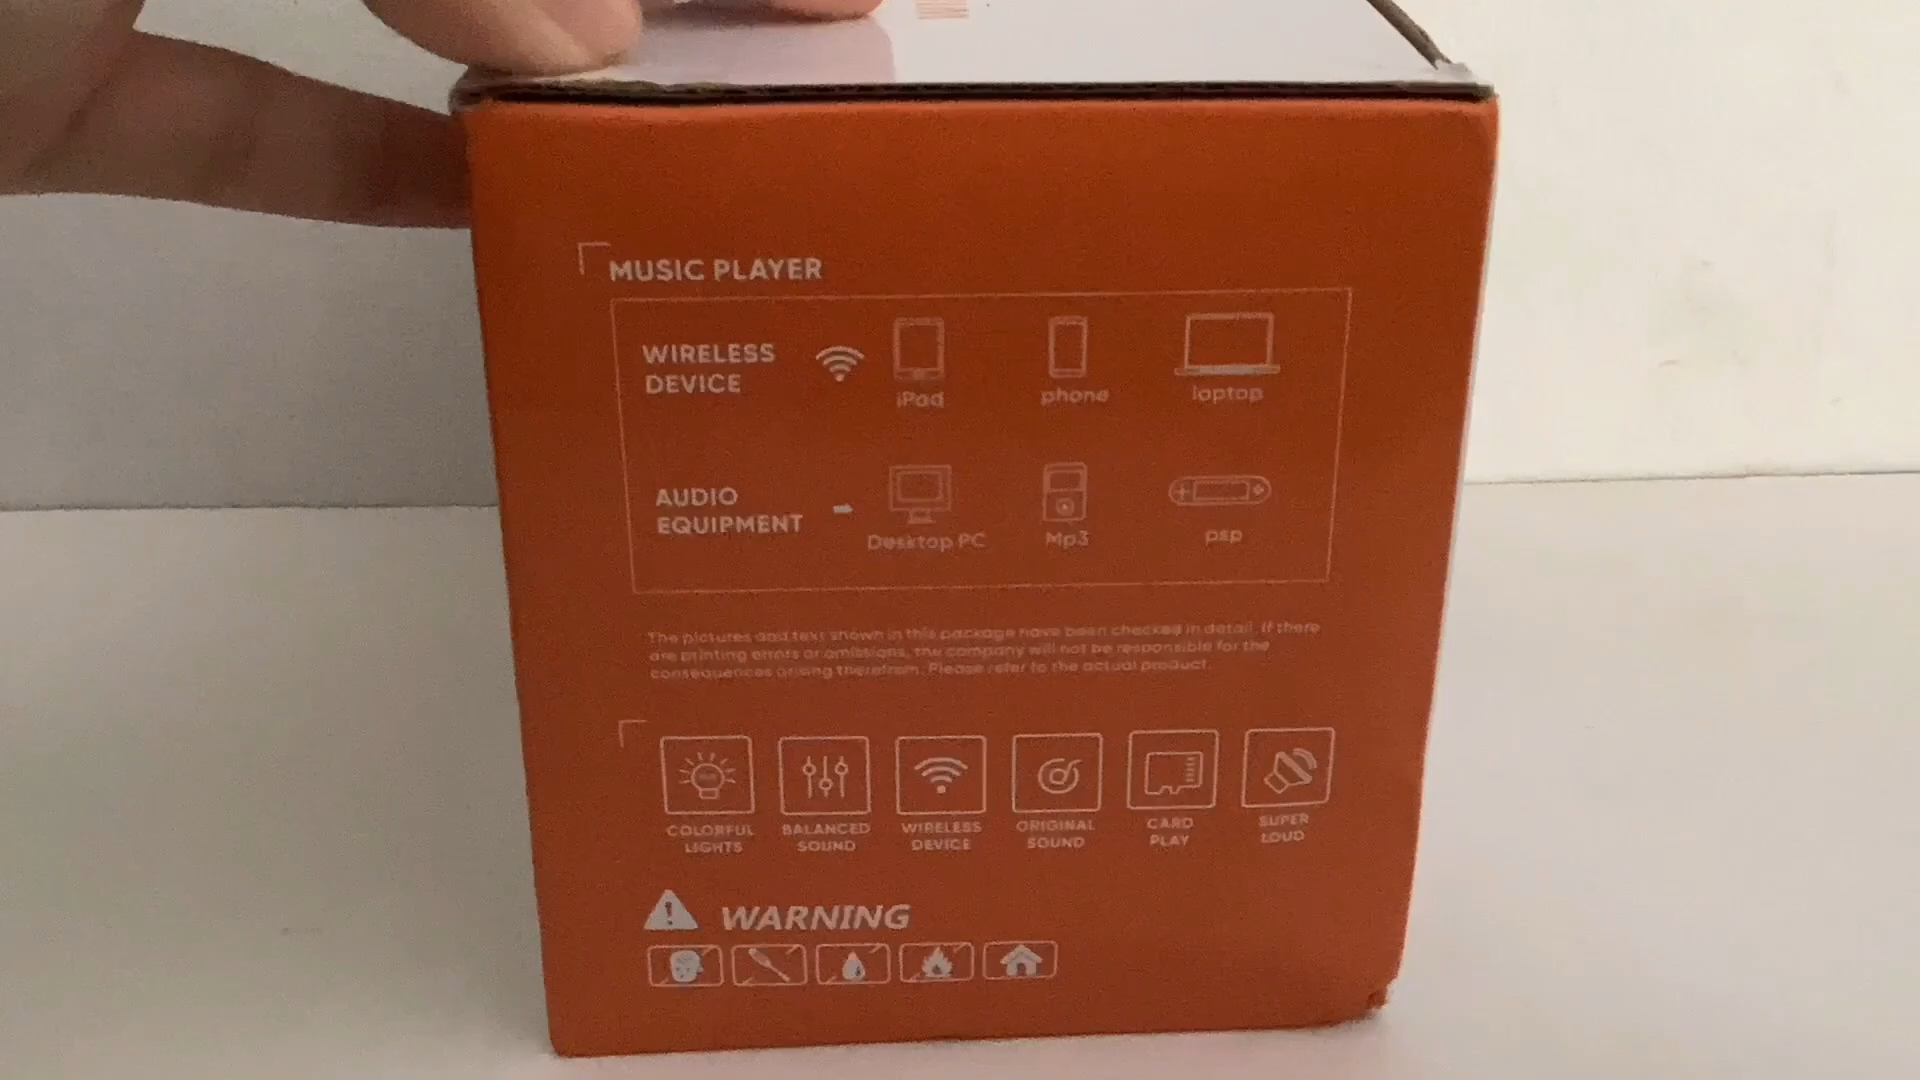 MUSIC PLAYER
WIRELESS
DEVICE
iPad
phone
laptop
AUDIO
EQUIPMENT
Desktop PC
Mp3
psp
The pictures and text shown in this package have been checked in detail. If there
are printing errors or omissions, the company will not be responsible for the
consequences arising therefrom. Please refer to the actual product.
COLORFUL
LIGHTS
BALANCED
SOUND
WIRELESS
DEVICE
ORIGINAL
SOUND
CARD
PLAY
SUPER
LOUD
WARNING